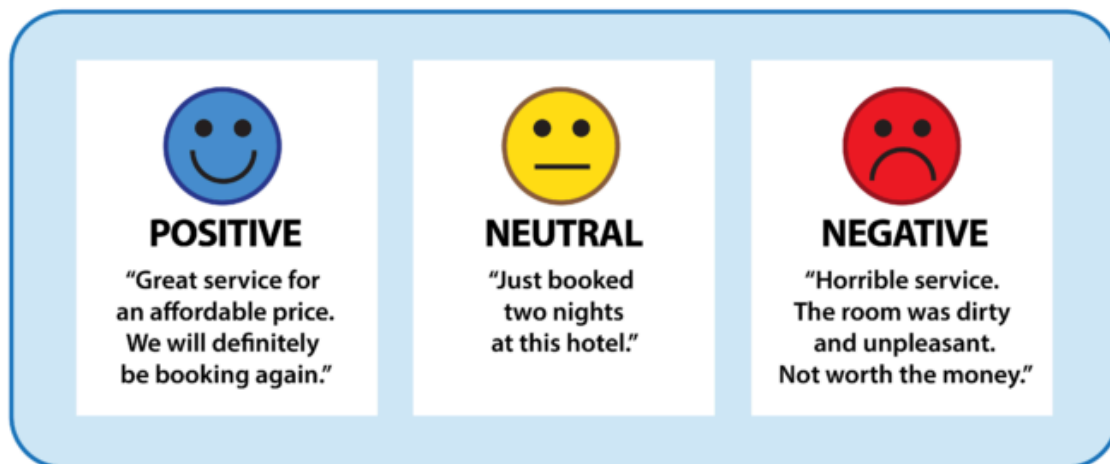 POSITIVE
“Great service for
an affordable price.
We will definitely
be booking again.”
NEUTRAL
“Just booked
two nights
at this hotel.”
NEGATIVE
“Horrible service.
The room was dirty
and unpleasant.
Not worth the money.”